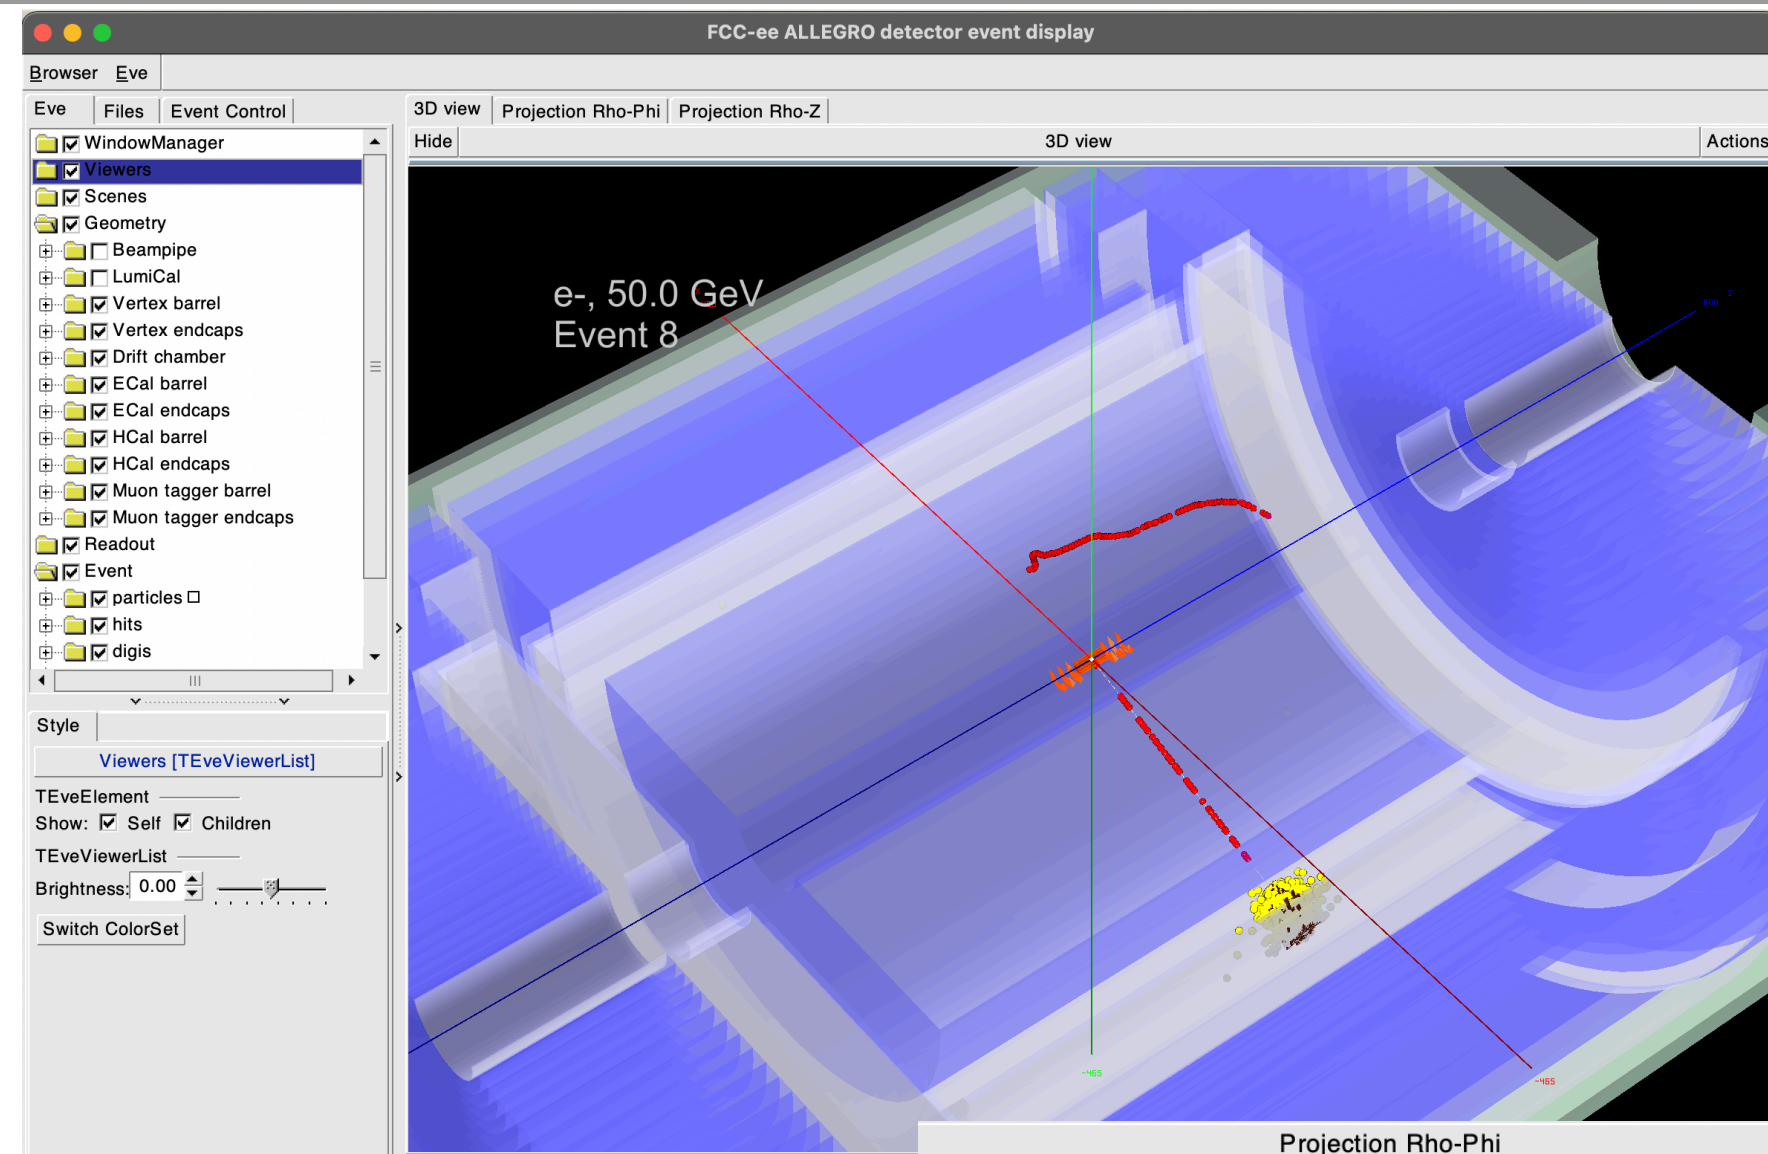 FCC-ee ALLEGRO detector event display
Browser Eve
Eve Files Event Control
3D view Projection Rho-Phi Projection Rho-Z
Hide 3D view Actions
WindowManager
Viewers
Scenes
Geometry
Beampipe
LumiCal
Vertex barrel
Vertex endcaps
Drift chamber
ECal barrel
ECal endcaps
HCal barrel
HCal endcaps
Muon tagger barrel
Muon tagger endcaps
Readout
Event
particles
hits
digis
e-, 50.0 GeV
Event 8
Style
Viewers [TEveViewerList]
TEveElement
Show: Self Children
TEveViewerList
Brightness: 0.00
Switch ColorSet
-465
-465
Projection Rho-Phi